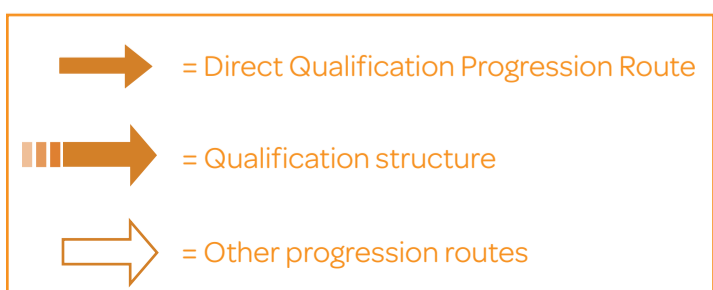 = Direct Qualification Progression Route
= Qualification structure
= Other progression routes